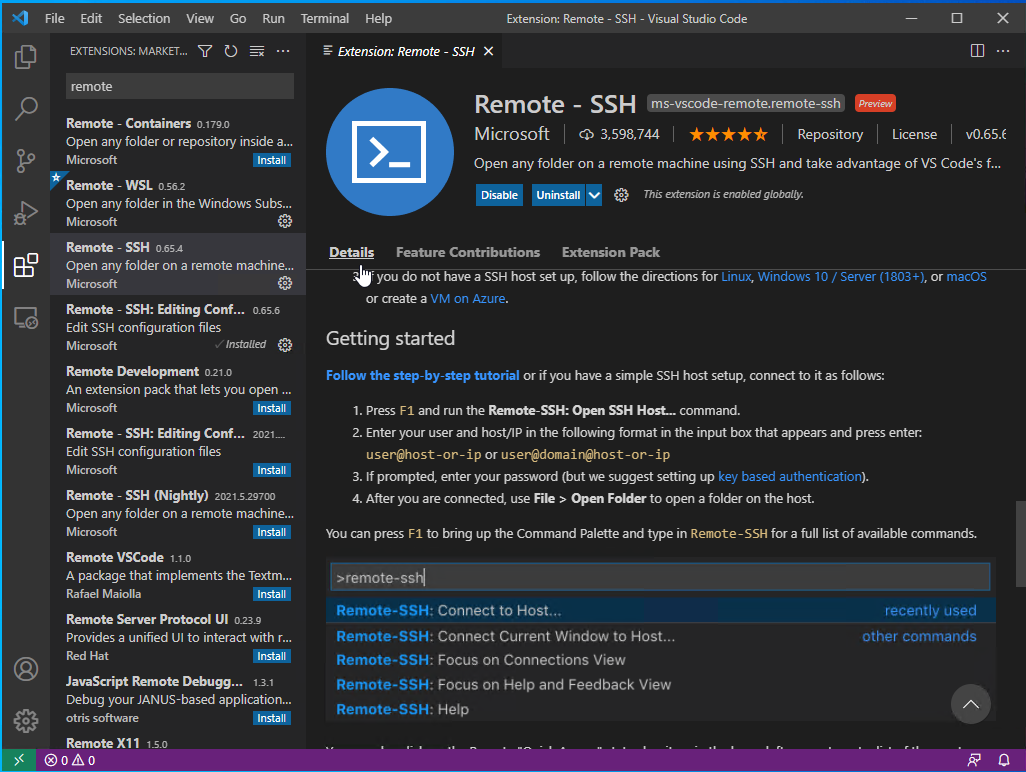 File Edit Selection View Go Run Terminal Help Extension: Remote - SSH - Visual Studio Code
EXTENSIONS: MARKET...
remote
Remote - Containers 0.179.0
Open any folder or repository inside a...
Microsoft Install
Remote - WSL 0.56.2
Open any folder in the Windows Subs...
Microsoft
Remote - SSH 0.65.4
Open any folder on a remote machine...
Microsoft
Remote - SSH: Editing Conf... 0.65.6
Edit SSH configuration files
Microsoft ✓Installed
Remote Development 0.21.0
An extension pack that lets you open ...
Microsoft Install
Remote - SSH: Editing Conf... 2021....
Edit SSH configuration files
Microsoft Install
Remote - SSH (Nightly) 2021.5.29700
Open any folder on a remote machine...
Microsoft Install
Remote VSCode 1.1.0
A package that implements the Textm...
Rafael Maiolla Install
Remote Server Protocol UI 0.23.9
Provides a unified UI to interact with r...
Red Hat Install
JavaScript Remote Debugg... 1.3.1
Debug your JANUS-based application...
otris software Install
Remote X11 1.5.0
Extension: Remote - SSH
Remote - SSH ms-vscode-remote.remote-ssh Preview
Microsoft 3,598,744 Repository License v0.65.6
Open any folder on a remote machine using SSH and take advantage of VS Code's f...
Disable Uninstall This extension is enabled globally.
Details Feature Contributions Extension Pack
If you do not have a SSH host set up, follow the directions for Linux, Windows 10 / Server (1803+), or macOS
or create a VM on Azure.
Getting started
Follow the step-by-step tutorial or if you have a simple SSH host setup, connect to it as follows:
1. Press F1 and run the Remote-SSH: Open SSH Host... command.
2. Enter your user and host/IP in the following format in the input box that appears and press enter:
user@host-or-ip or user@domain@host-or-ip
3. If prompted, enter your password (but we suggest setting up key based authentication).
4. After you are connected, use File > Open Folder to open a folder on the host.
You can press F1 to bring up the Command Palette and type in Remote-SSH for a full list of available commands.
>remote-ssh
Remote-SSH: Connect to Host... recently used
Remote-SSH: Connect Current Window to Host... other commands
Remote-SSH: Focus on Connections View
Remote-SSH: Focus on Help and Feedback View
Remote-SSH: Help
0 0